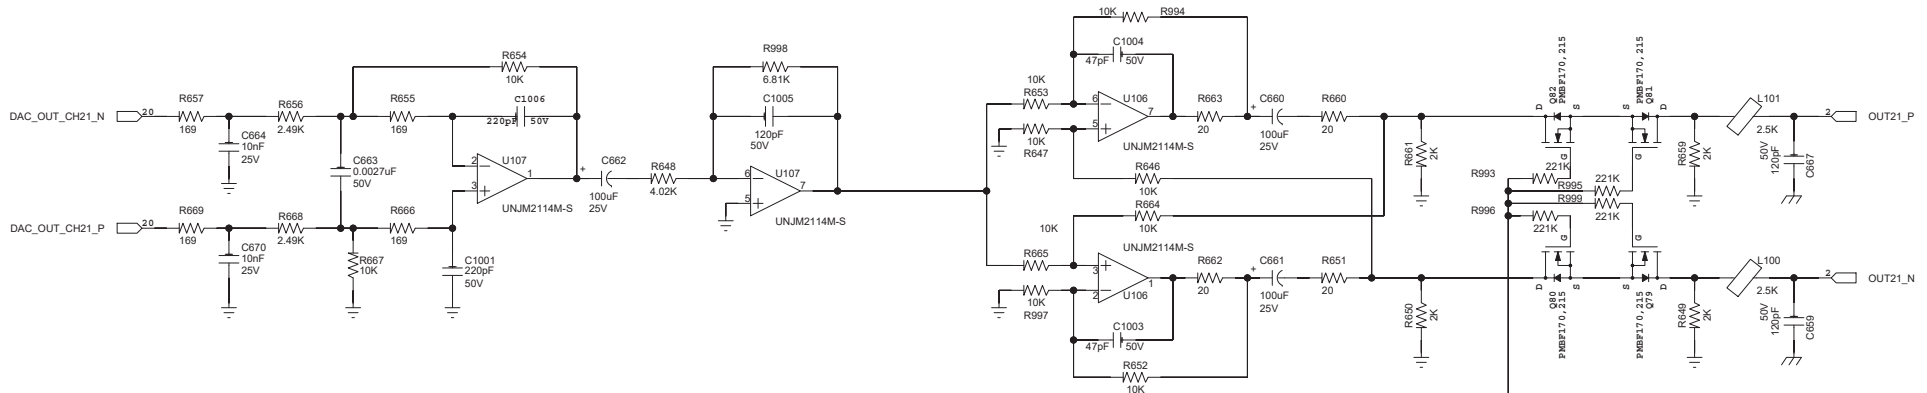 DAC_OUT_CH21_N
20
R657
169
C664
10nF
25V
R656
2.49K
R655
169
R654
10K
C1006
220pF 50V
C663
0.0027uF
50V
2
3
1
U107
UNJM2114M-S
DAC_OUT_CH21_P
20
R669
169
C670
10nF
25V
R668
2.49K
R666
169
R667
10K
C1001
220pF
50V
+
C662
100uF
25V
R648
4.02K
R998
6.81K
C1005
120pF
50V
6
5
7
U107
UNJM2114M-S
10K
R994
C1004
47pF 50V
10K
R653
10K
R647
6
5
7
U106
UNJM2114M-S
R663
20
+
C660
100uF
25V
R660
20
R646
10K
R664
10K
10K
R665
10K
R997
UNJM2114M-S
3
2
1
U106
R662
20
+
C661
100uF
25V
R651
20
C1003
47pF 50V
R652
10K
R661
2K
R650
2K
D
Q82
PMBF170,215
S
G
S
Q81
PMBF170,215
D
G
R993
221K
221K
R995
R999
221K
R996
221K
G
D
Q80
PMBF170,215
S
G
S
Q79
PMBF170,215
D
R659
2K
L101
2.5K
50V
120pF
C667
2
OUT21_P
R649
2K
L100
2.5K
50V
120pF
C659
2
OUT21_N